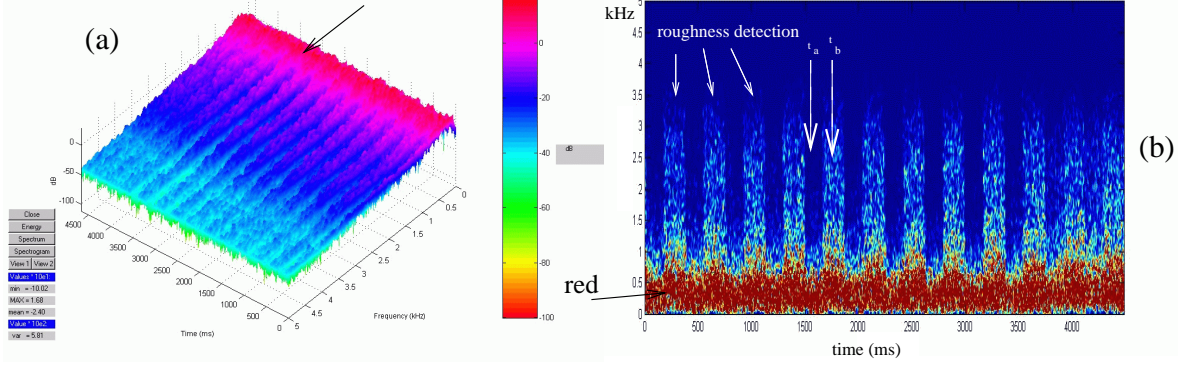 (a)
0
-20
-40
-60
-80
-100
dB
0
-50
-100
dB
4500
4000
3500
3000
2500
2000
1500
1000
500
0
Time (ms)
0
0.5
1
1.5
2
2.5
3
3.5
4
4.5
5
Frequency (kHz)
Close
Energy
Spectrum
Spectrogram
View 1 View 2
Values * 10e1:
min = -10.02
MAX = 1.68
mean = -2.40
Value * 10e2
var = 5.81
kHz
5
4.5
4
3.5
3
2.5
2
1.5
1
0.5
0
roughness detection
t a t b
(b)
red
0 500 1000 1500 2000 2500 3000 3500 4000
time (ms)